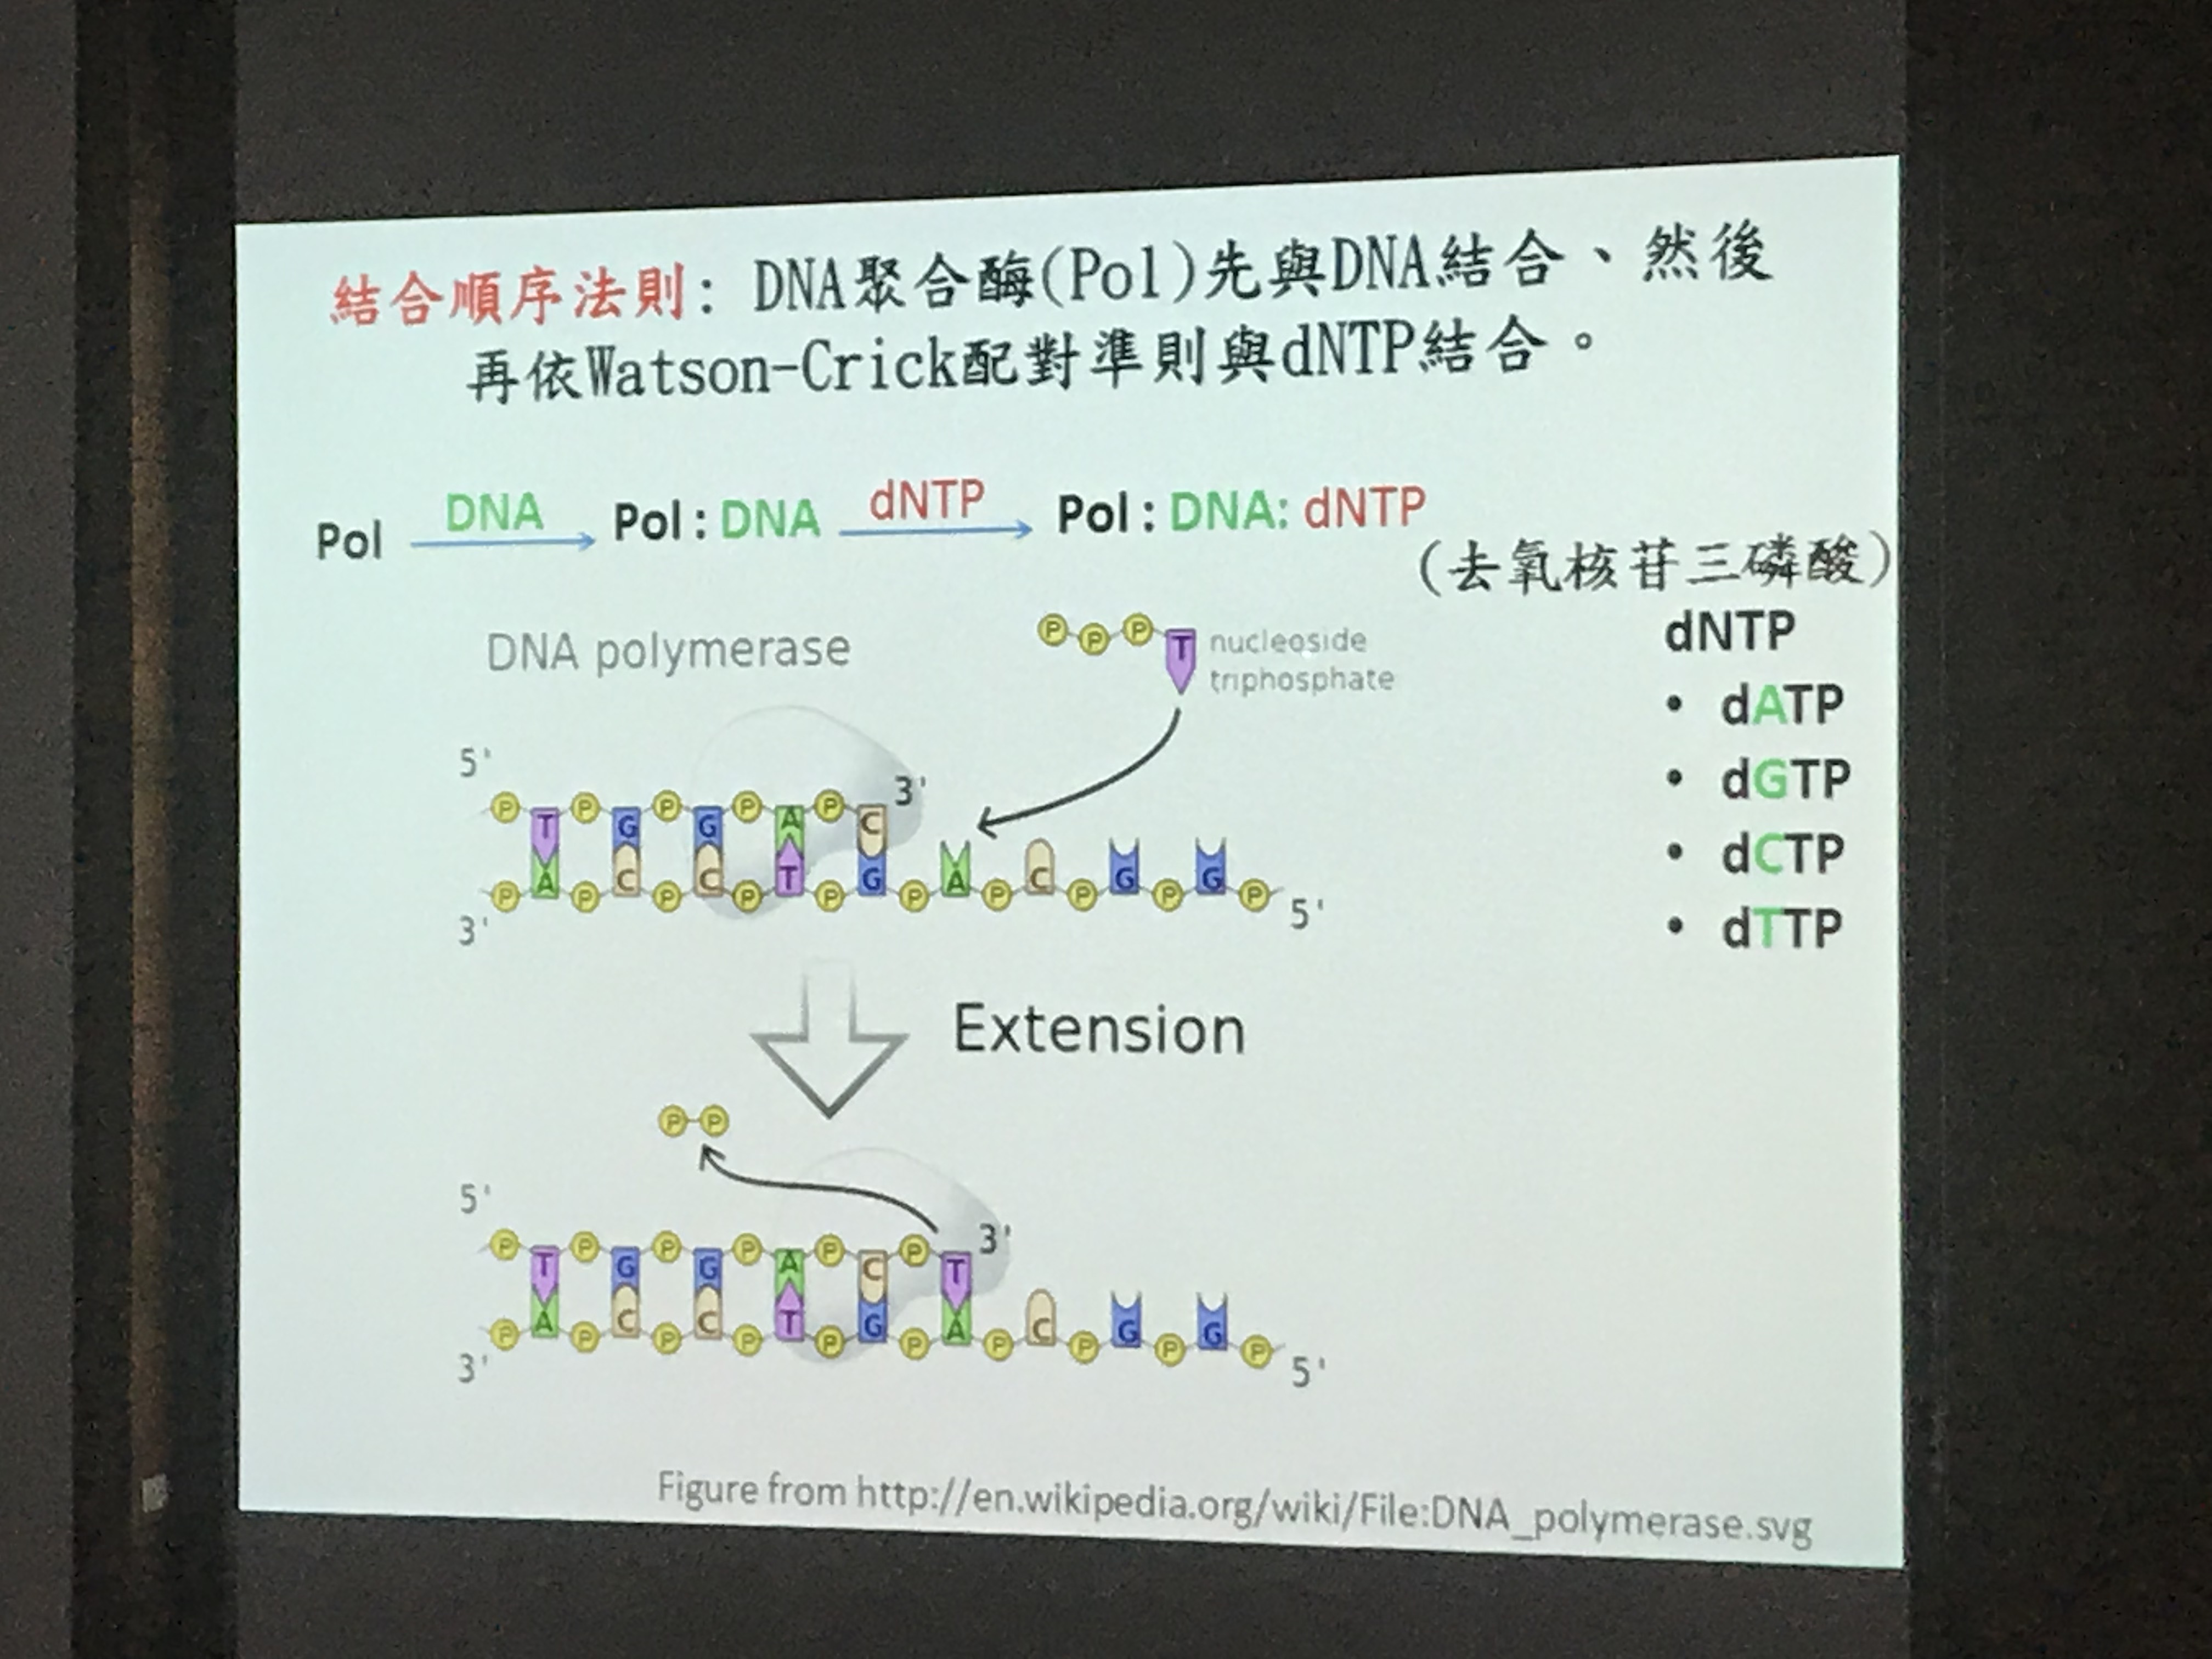 結合順序法則: DNA聚合酶(Pol)先與DNA結合、然後
再依Watson-Crick配對準則與dNTP結合。
Pol DNA Pol : DNA dNTP Pol : DNA: dNTP
(去氧核苷三磷酸)
dNTP
• dATP
• dGTP
• dCTP
• dTTP
DNA polymerase
P P P T nucleoside
triphosphate
5'
3'
P T P G P G P A P C
A C C T G A C G G
P P P P P P P P P P
3'
5'
Extension
P P
5'
3'
P T P G P G P A P C P T
A C C T G A C G G
P P P P P P P P P P
3'
5'
Figure from http://en.wikipedia.org/wiki/File:DNA_polymerase.svg